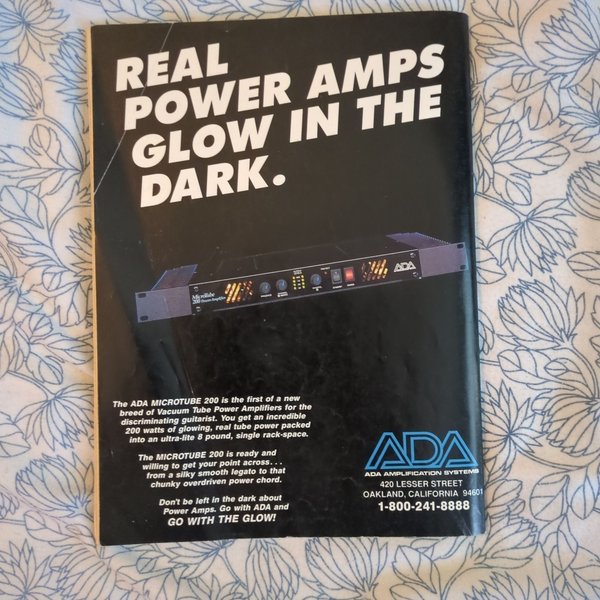 REAL
POWER AMPS
GLOW IN THE
DARK.
MicroTube
200 Power Amplifier
ADA
The ADA MICROTUBE 200 is the first of a new
breed of Vacuum Tube Power Amplifiers for the
discriminating guitarist. You get an incredible
200 watts of glowing, real tube power packed
into an ultra-lite 8 pound, single rack-space.
The MICROTUBE 200 is ready and
willing to get your point across...
from a silky smooth legato to that
chunky overdriven power chord.
Don't be left in the dark about
Power Amps. Go with ADA and
GO WITH THE GLOW!
ADA
ADA AMPLIFICATION SYSTEMS
420 LESSER STREET
OAKLAND, CALIFORNIA 94601
1-800-241-8888